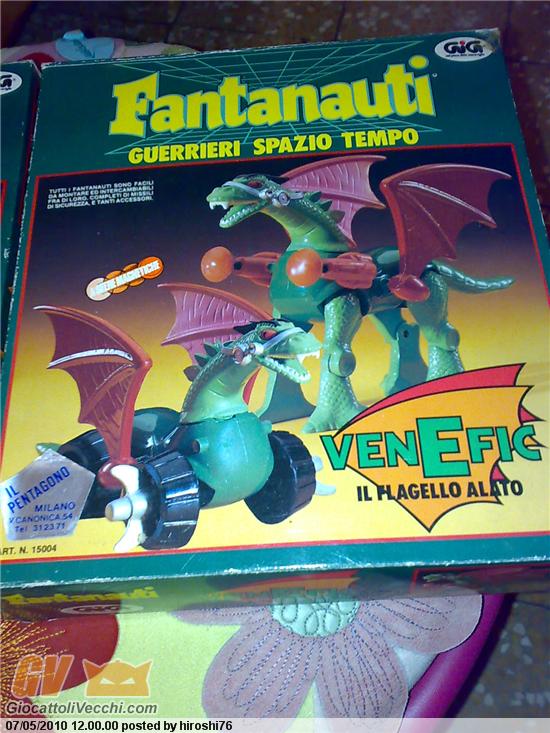 GiG
GiG
Fantanauti
GUERRIERI SPAZIO TEMPO
TUTTI I FANTANAUTI SONO FACILI
DA MONTARE ED INTERCAMBIABILI
FRA DI LORO, COMPLETI DI MISSILI
DI SICUREZZA, E TANTI ACCESSORI.
MAGNETICHE
VENEFIC
IL FLAGELLO ALATO
IL
PENTAGONO
MILANO
V.CANONICA,54
Tel 312371
ART. N. 15004
Fantanauti
GiG
GV
GiocattoliVecchi.com
07/05/2010 12.00.00 posted by hiroshi76